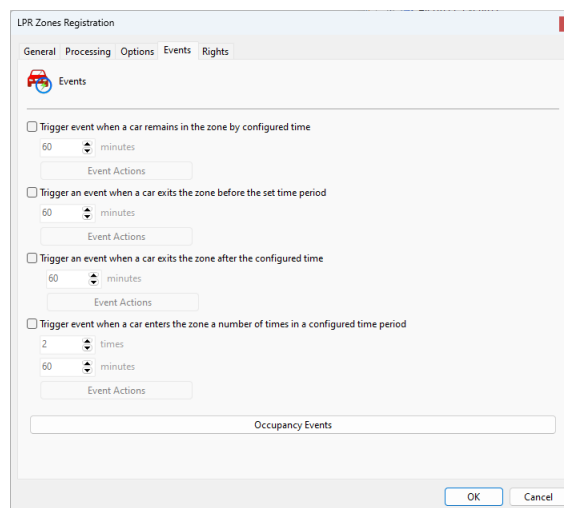 LPR Zones Registration
General Processing Options Events Rights
Events
Trigger event when a car remains in the zone by configured time
60 minutes
Event Actions
Trigger an event when a car exits the zone before the set time period
60 minutes
Event Actions
Trigger an event when a car exits the zone after the configured time
60 minutes
Event Actions
Trigger event when a car enters the zone a number of times in a configured time period
2 times
60 minutes
Event Actions
Occupancy Events
OK Cancel